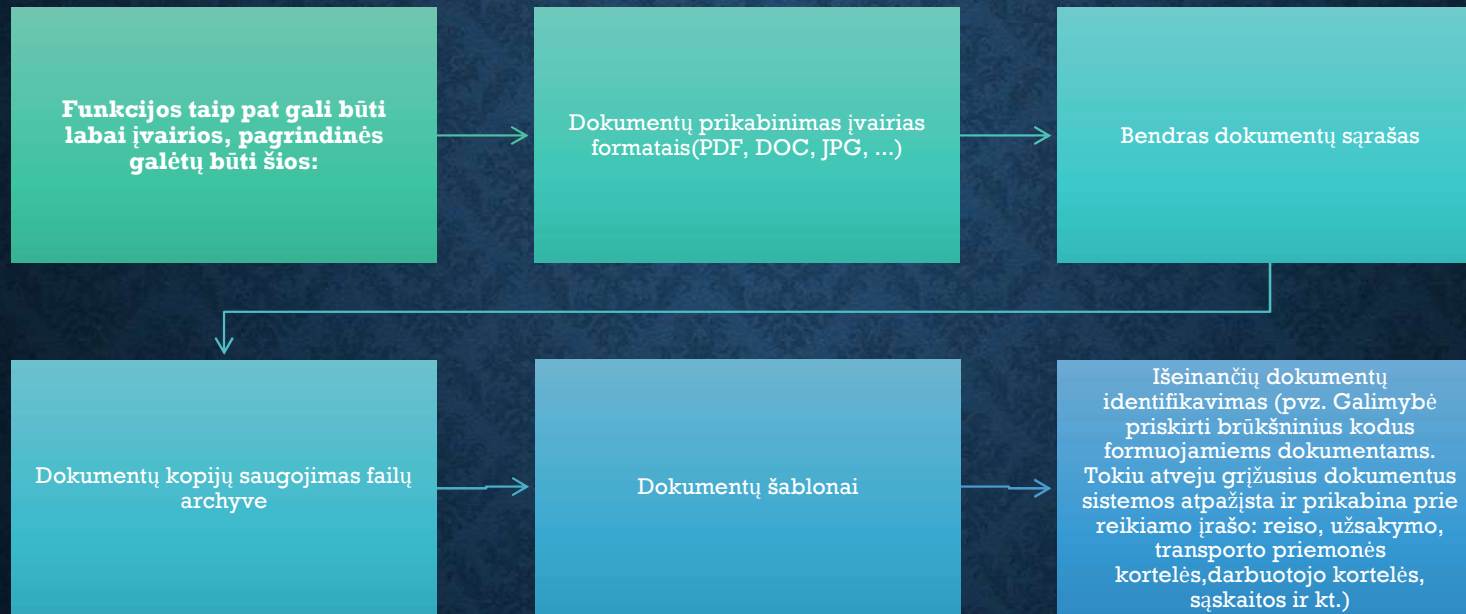 Funkcijos taip pat gali būti
labai įvairios, pagrindinės
galėtų būti šios:
Dokumentų prikabinimas įvairias
formatais(PDF, DOC, JPG, ...)
Bendras dokumentų sąrašas
Dokumentų kopijų saugojimas failų
archyve
Dokumentų šablonai
Išeinančių dokumentų
identifikavimas (pvz. Galimybė
priskirti brūkšninius kodus
formuojamiems dokumentams.
Tokiu atveju grįžusius dokumentus
sistemos atpažįsta ir prikabina prie
reikiamo įrašo: reiso, užsakymo,
transporto priemonės
kortelės,darbuotojo kortelės,
sąskaitos ir kt.)